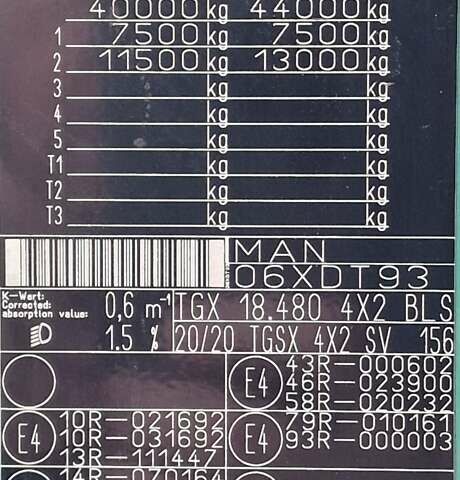 40000 kg 44000 kg
1 7500 kg 7500 kg
2 11500 kg 13000 kg
3 kg kg
4 kg kg
5 kg kg
T1 kg kg
T2 kg kg
T3 kg kg
MAN
06XDT93
K-Wert:
Corrected:
absorption value: 0,6 m⁻¹
TGX 18.480 4X2 BLS
1.5 %
20/20 TGSX 4X2 SV 156
E4
43R-000602
46R-023900
58R-020232
E4
10R-021692
10R-031692
13R-111447
E4
79R-010161
93R-000003
14R-070164